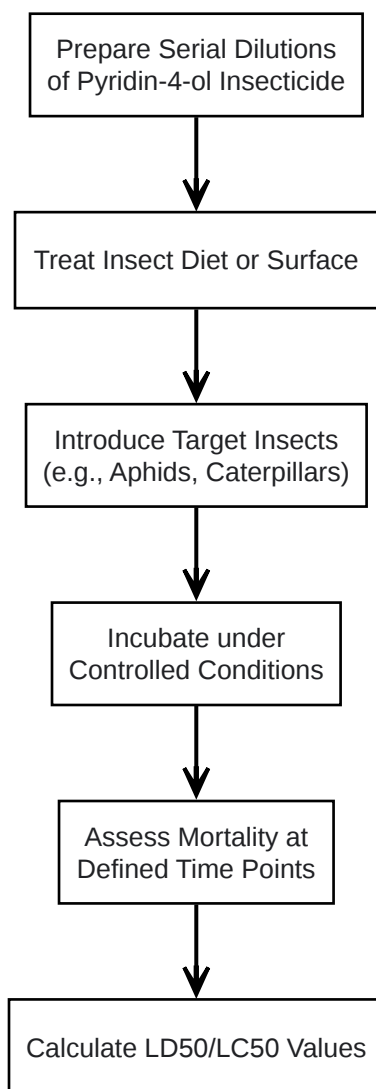 Prepare Serial Dilutions
of Pyridin-4-ol Insecticide
Treat Insect Diet or Surface
Introduce Target Insects
(e.g., Aphids, Caterpillars)
Incubate under
Controlled Conditions
Assess Mortality at
Defined Time Points
Calculate LD50/LC50 Values